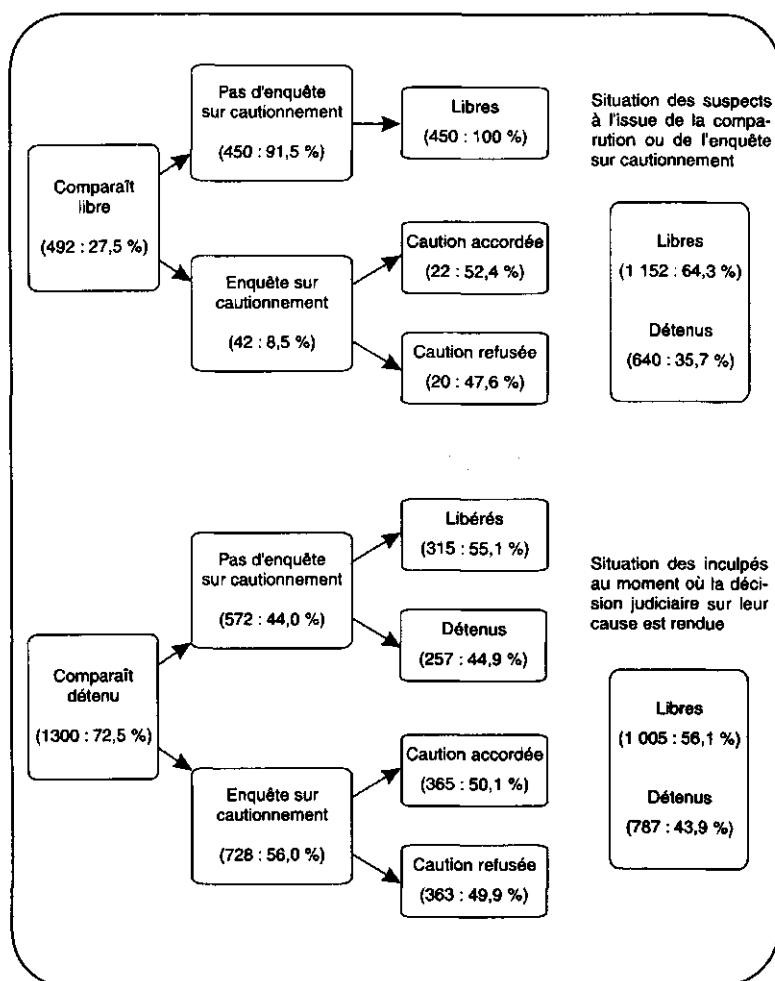 Pas d'enquête
sur cautionnement
(450 : 91,5 %)
Libres
(450 : 100 %)
Situation des suspects
à l'issue de la compa-
rution ou de l'enquête
sur cautionnement
Comparaît
libre
(492 : 27,5 %)
Enquête sur
cautionnement
(42 : 8,5 %)
Caution accordée
(22 : 52,4 %)
Caution refusée
(20 : 47,6 %)
Libres
(1 152 : 64,3 %)
Détenus
(640 : 35,7 %)
Pas d'enquête
sur cautionnement
(572 : 44,0 %)
Libérés
(315 : 55,1 %)
Détenus
(257 : 44,9 %)
Situation des inculpés
au moment où la déci-
sion judiciaire sur leur
cause est rendue
Comparaît
détenu
(1300 : 72,5 %)
Enquête sur
cautionnement
(728 : 56,0 %)
Caution accordée
(365 : 50,1 %)
Caution refusée
(363 : 49,9 %)
Libres
(1 005 : 56,1 %)
Détenus
(787 : 43,9 %)